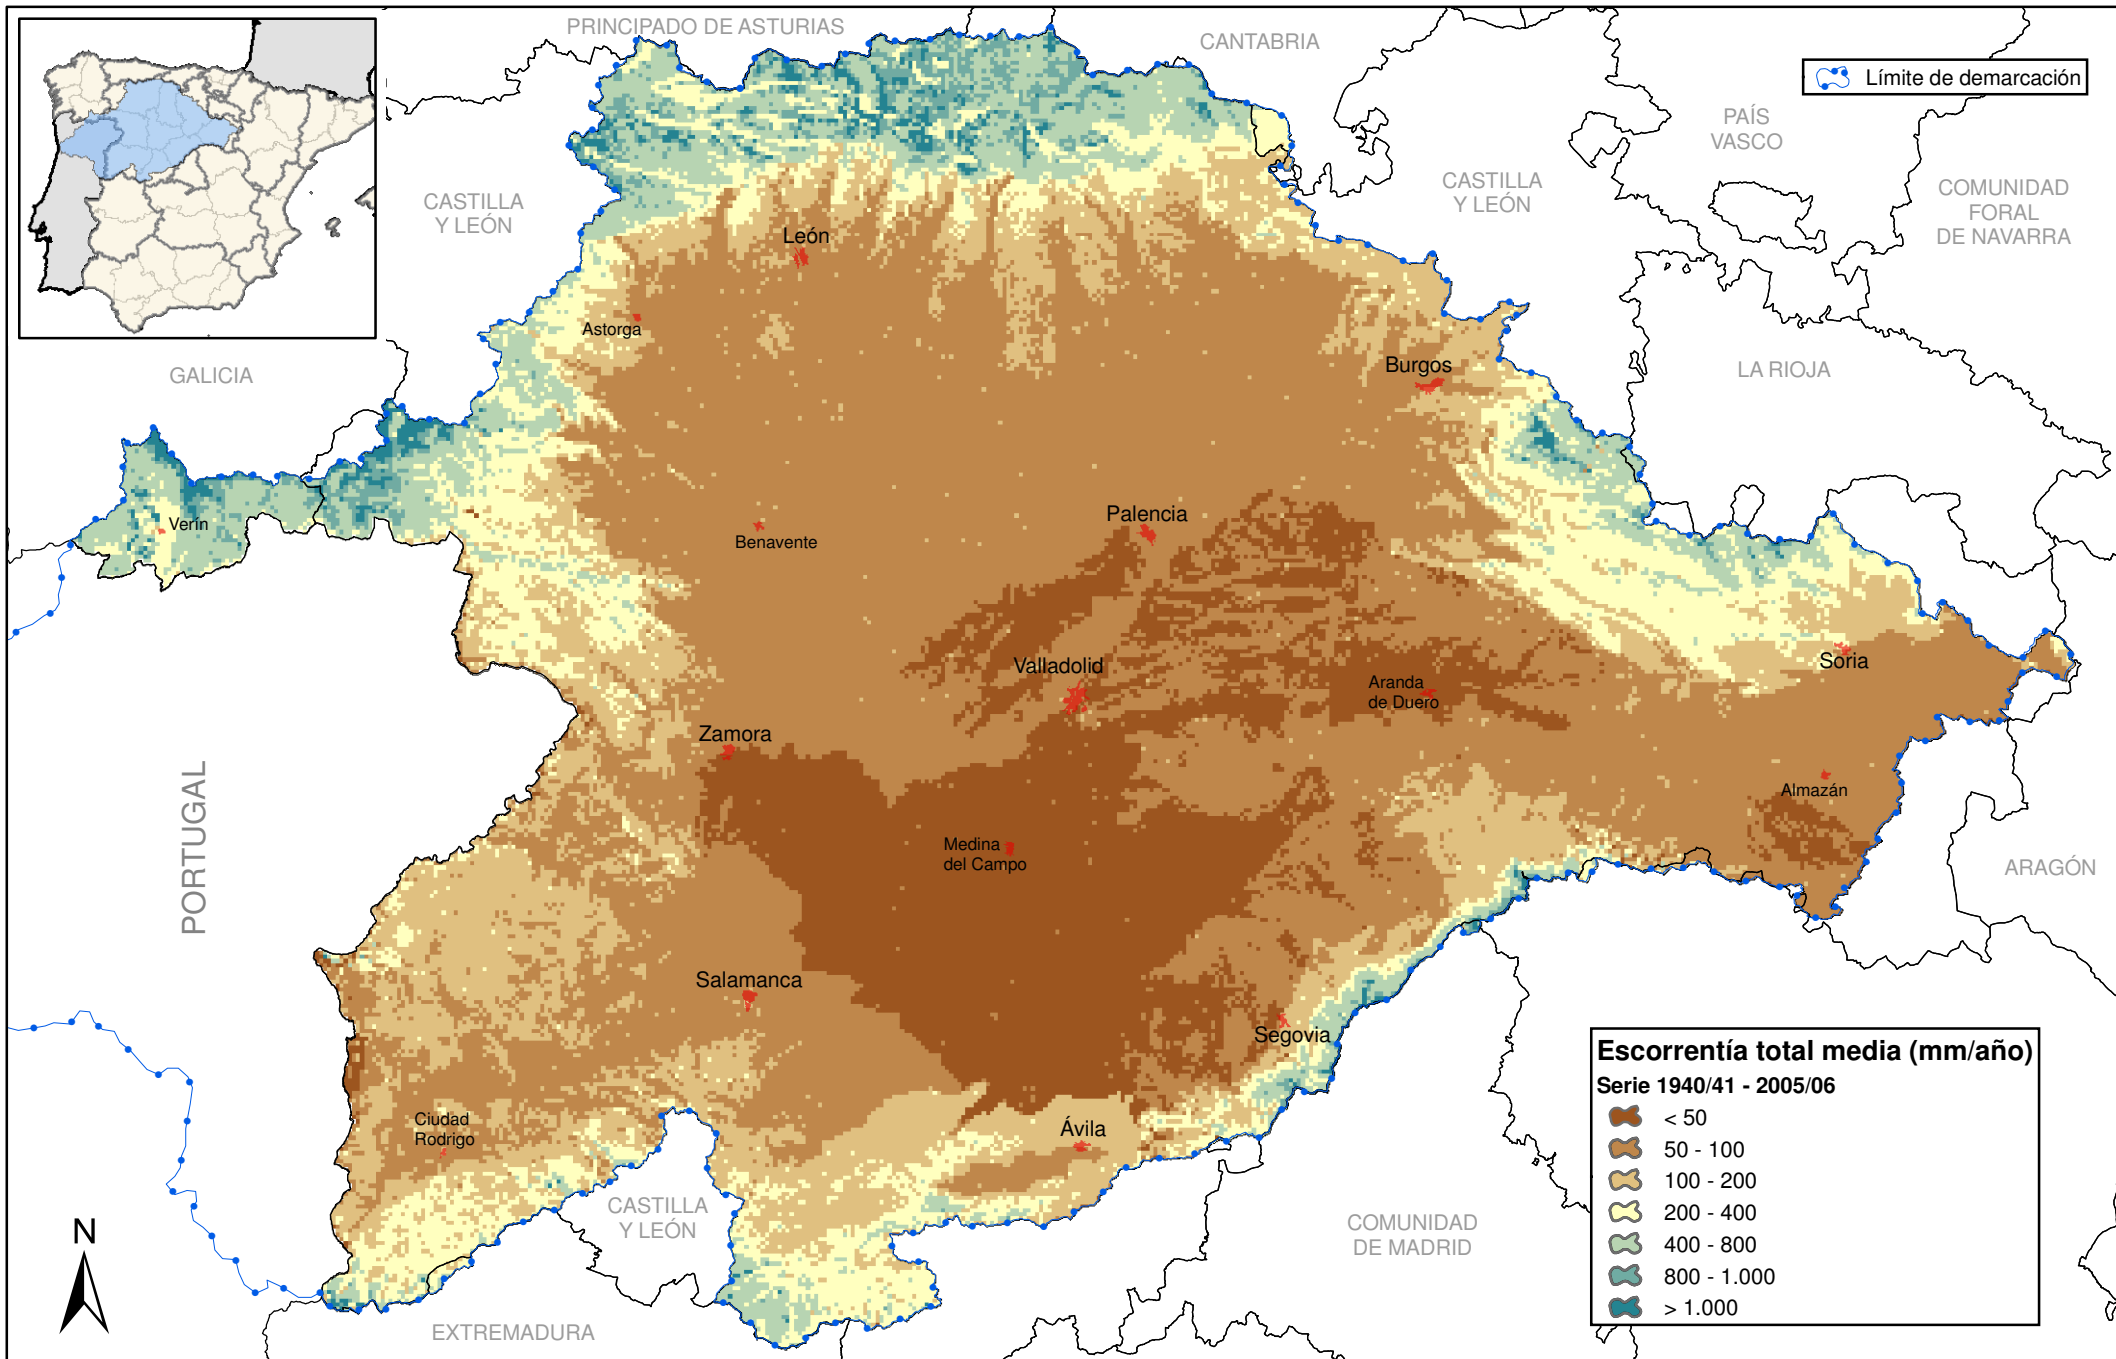 PRINCIPADO DE ASTURIAS
CANTABRIA
Límite de demarcación
PAÍS
VASCO
CASTILLA
Y LEÓN
CASTILLA
Y LEÓN
COMUNIDAD
FORAL
DE NAVARRA
León
Astorga
GALICIA
Burgos
LA RIOJA
Verín
Benavente
Palencia
Valladolid
Soria
Aranda
de Duero
Zamora
Almazán
PORTUGAL
Medina
del Campo
ARAGÓN
Salamanca
Segovia
Ciudad
Rodrigo
Ávila
CASTILLA
Y LEÓN
COMUNIDAD
DE MADRID
EXTREMADURA
N
Escorrentía total media (mm/año)
Serie 1940/41 - 2005/06
< 50
50 - 100
100 - 200
200 - 400
400 - 800
800 - 1.000
> 1.000